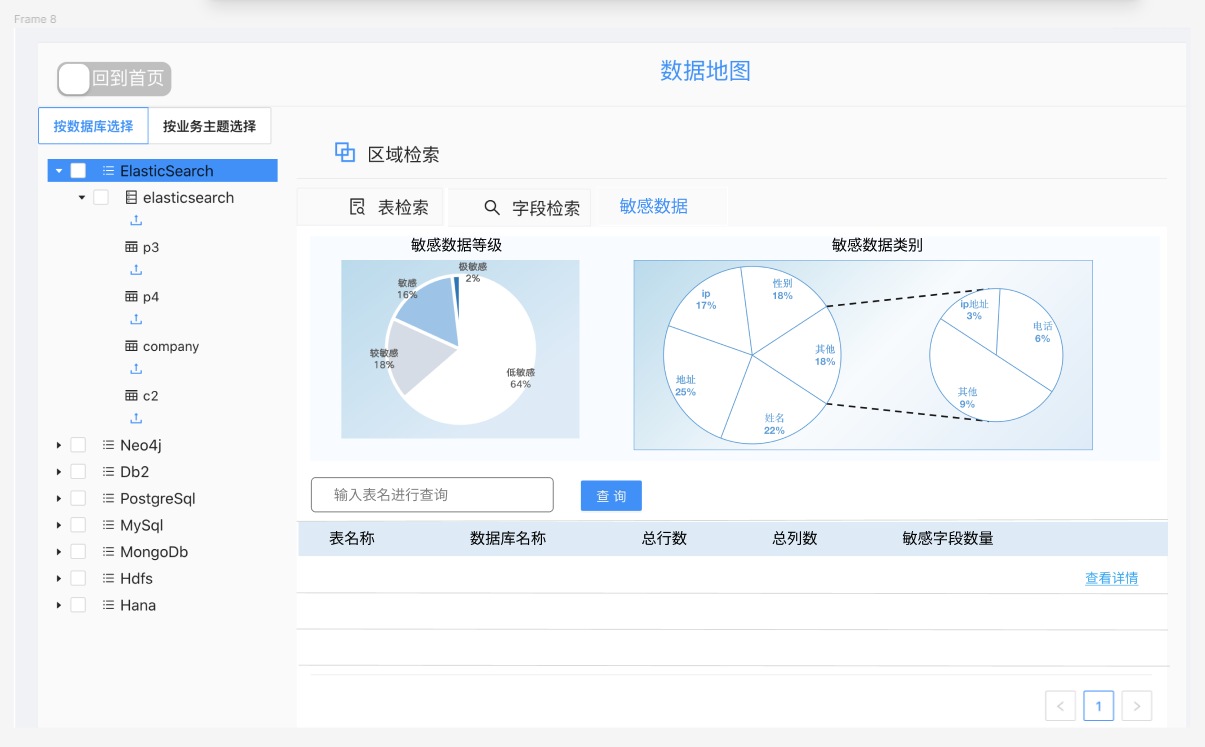 Frame 8
回到首页
数据地图
按数据库选择
按业务主题选择
ElasticSearch
elasticsearch
p3
p4
company
c2
Neo4j
Db2
PostgreSql
MySql
MongoDb
Hdfs
Hana
区域检索
表检索
字段检索
敏感数据
敏感数据等级
极敏感
2%
敏感
16%
较敏感
18%
低敏感
64%
敏感数据类别
ip
17%
性别
18%
其他
18%
地址
25%
姓名
22%
ip地址
3%
电话
6%
其他
9%
输入表名进行查询
查 询
表名称 数据库名称 总行数 总列数 敏感字段数量
查看详情
< 1 >